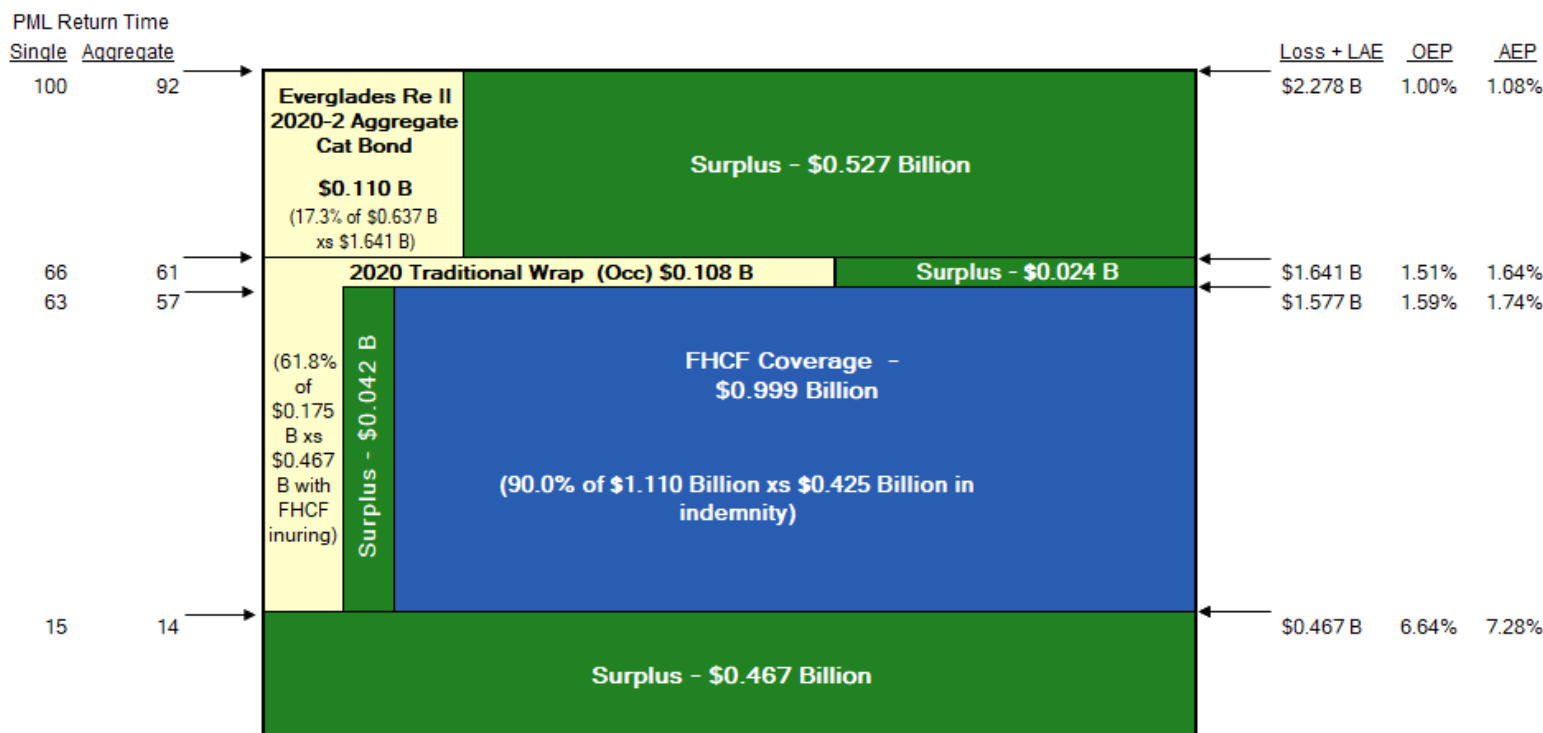 PML Return Time
Single Aggregate
Loss + LAE OEP AEP
100 92
$2.278 B 1.00% 1.08%
Everglades Re II
2020-2 Aggregate
Cat Bond
$0.110 B
(17.3% of $0.637 B
xs $1.641 B)
Surplus - $0.527 Billion
66 61
2020 Traditional Wrap (Occ) $0.108 B
Surplus - $0.024 B
$1.641 B 1.51% 1.64%
63 57
$1.577 B 1.59% 1.74%
(61.8%
of
$0.175
B xs
$0.467
B with
FHCF
inuring)
Surplus - $0.042 B
FHCF Coverage -
$0.999 Billion
(90.0% of $1.110 Billion xs $0.425 Billion in
indemnity)
15 14
$0.467 B 6.64% 7.28%
Surplus - $0.467 Billion